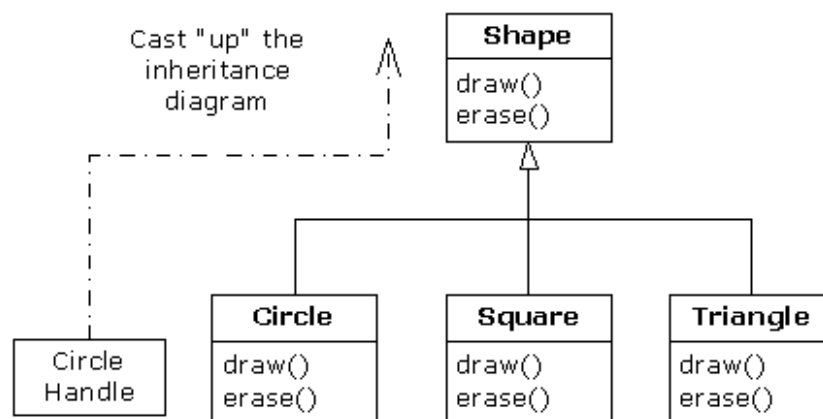 Cast "up" the
inheritance
diagram
Shape
draw()
erase()
Circle
Handle
Circle
draw()
erase()
Square
draw()
erase()
Triangle
draw()
erase()